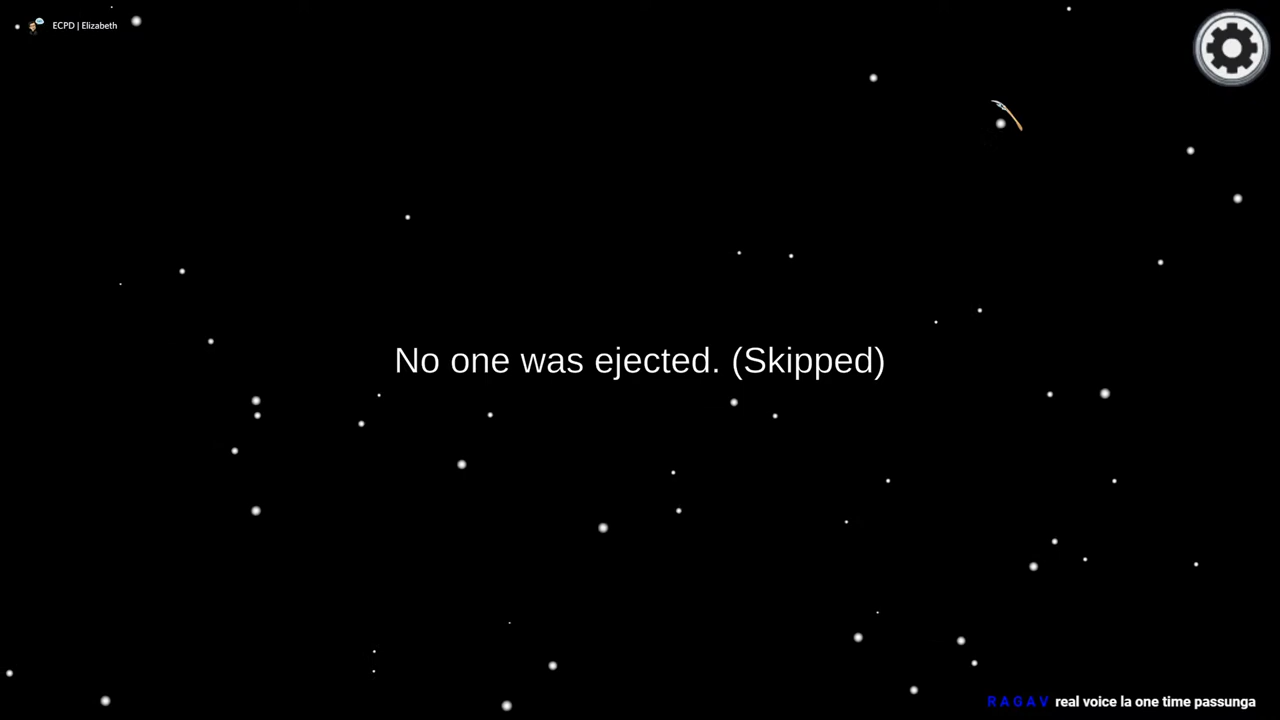 ECPD | Elizabeth
No one was ejected. (Skipped)
R A G A V real voice la one time passunga